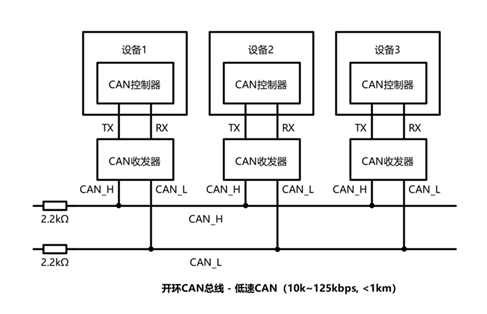 设备1 设备2 设备3
CAN控制器 CAN控制器 CAN控制器
TX RX TX RX TX RX
CAN收发器 CAN收发器 CAN收发器
CAN_H CAN_L CAN_H CAN_L CAN_H CAN_L
2.2kΩ CAN_H
2.2kΩ CAN_L
开环CAN总线 - 低速CAN（10k~125kbps, <1km）